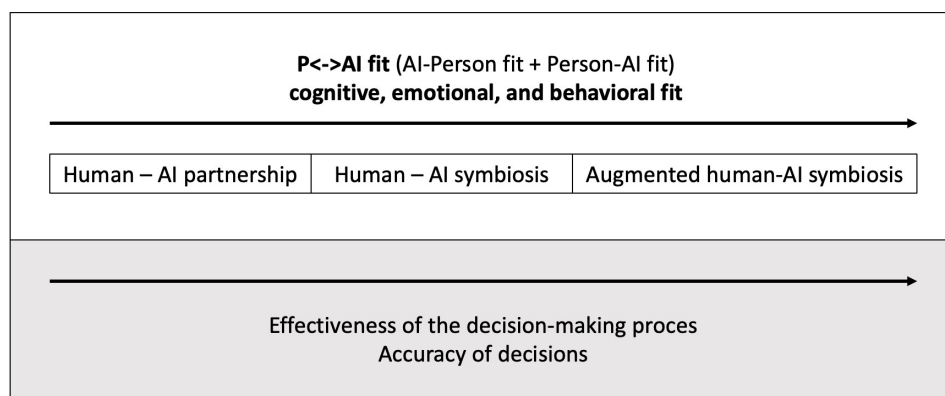 P<->AI fit (AI-Person fit + Person-AI fit)
cognitive, emotional, and behavioral fit
Human – AI partnership
Human – AI symbiosis
Augmented human-AI symbiosis
Effectiveness of the decision-making proces
Accuracy of decisions